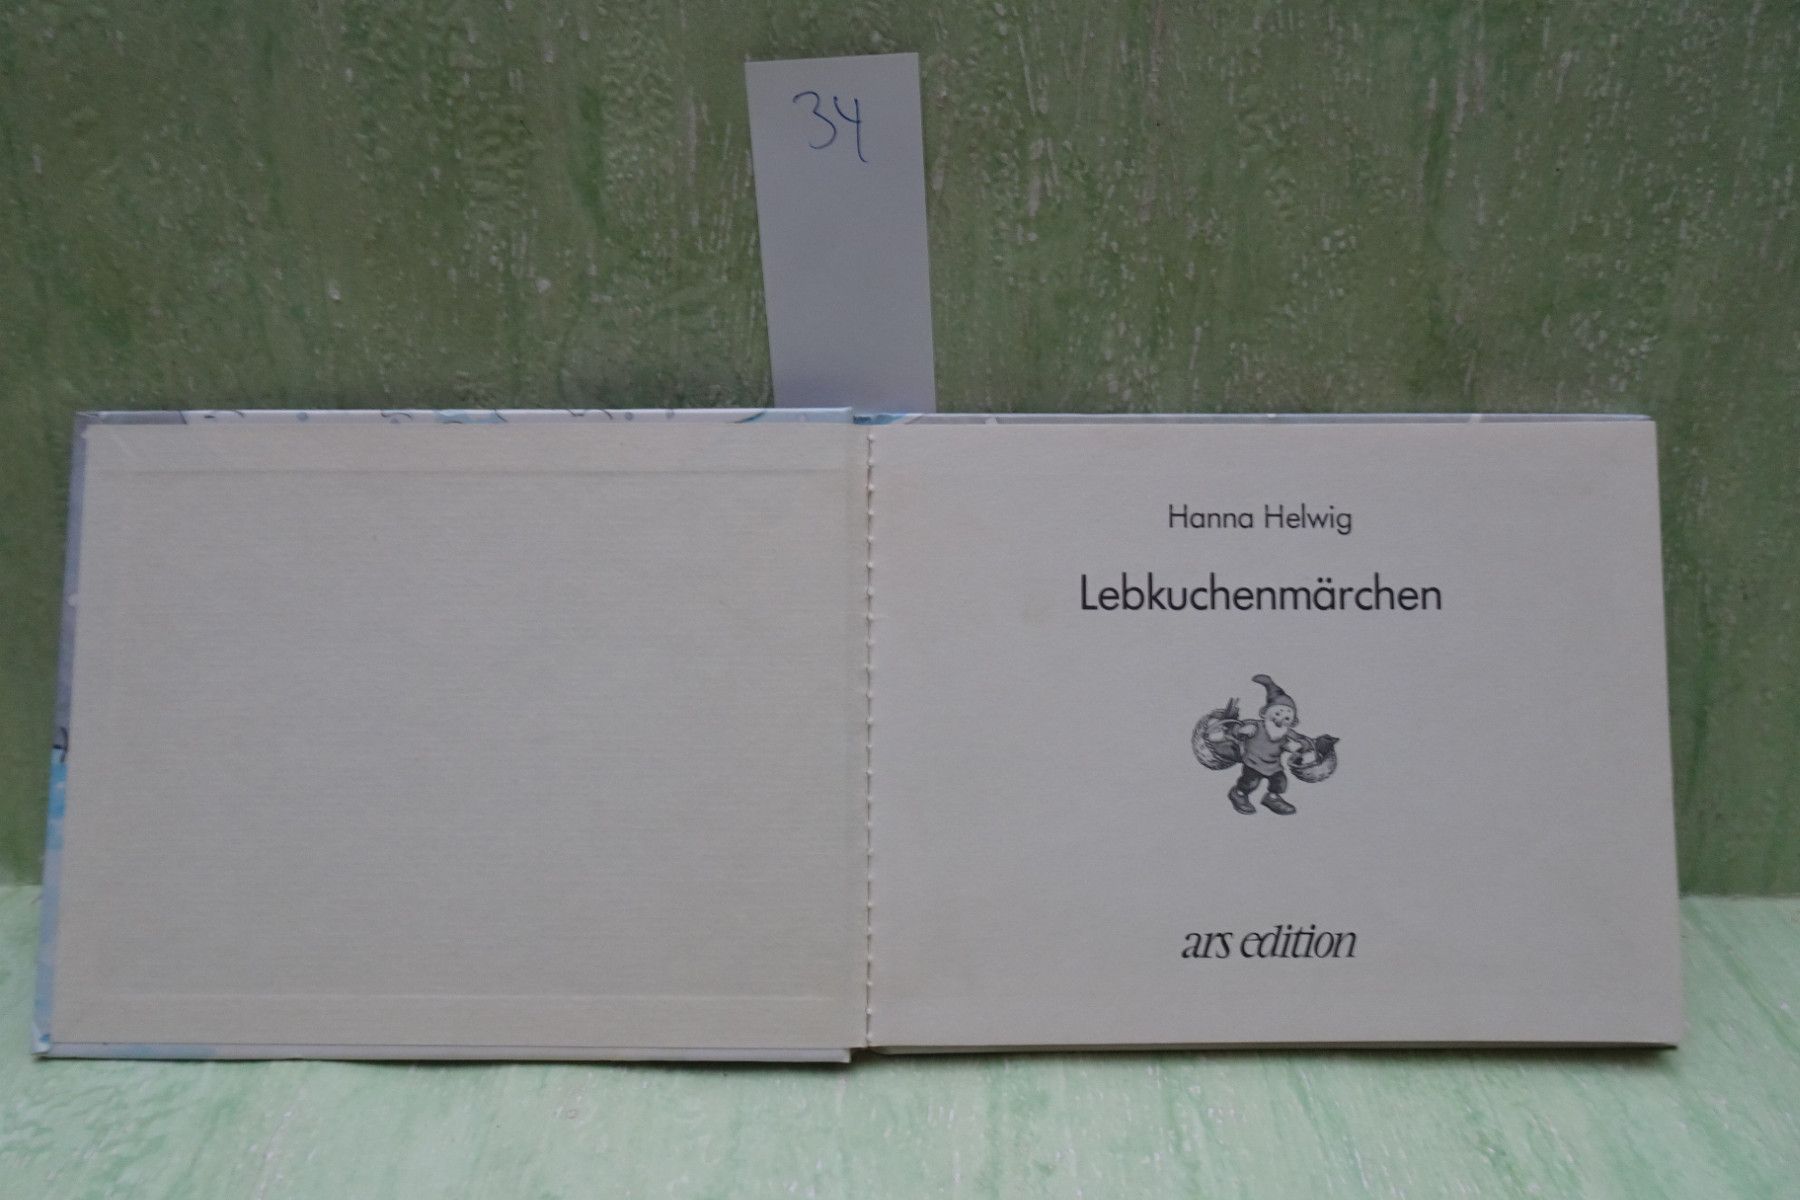 34
Hanna Helwig
Lebkuchenmärchen
ars edition